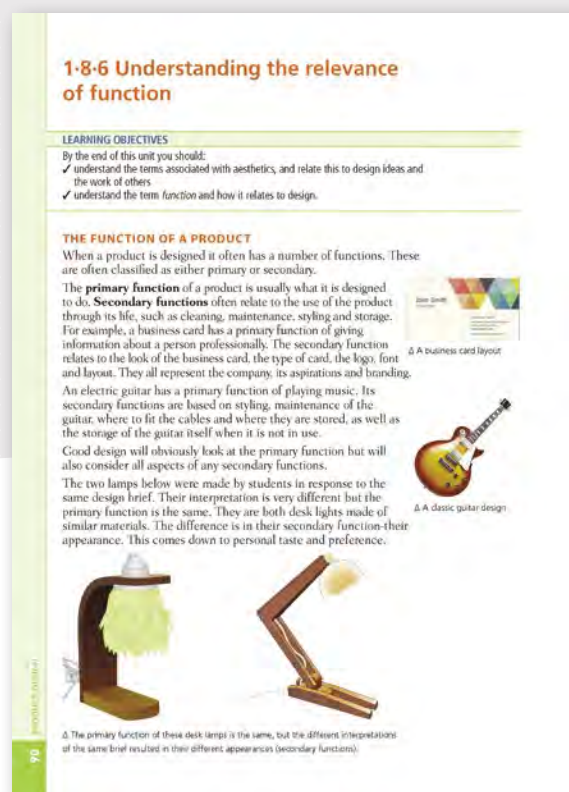 1·8·6 Understanding the relevance
of function
LEARNING OBJECTIVES
By the end of this unit you should:
✓ understand the terms associated with aesthetics, and relate this to design ideas and
the work of others
✓ understand the term function and how it relates to design.
THE FUNCTION OF A PRODUCT
When a product is designed it often has a number of functions. These
are often classified as either primary or secondary.
The primary function of a product is usually what it is designed
to do. Secondary functions often relate to the use of the product
through its life, such as cleaning, maintenance, styling and storage.
For example, a business card has a primary function of giving
information about a person professionally. The secondary function
relates to the look of the business card, the type of card, the logo, font
and layout. They all represent the company, its aspirations and branding.
Δ A business card layout
An electric guitar has a primary function of playing music. Its
secondary functions are based on styling, maintenance of the
guitar, where to fit the cables and where they are stored, as well as
the storage of the guitar itself when it is not in use.
Good design will obviously look at the primary function but will
also consider all aspects of any secondary functions.
The two lamps below were made by students in response to the
same design brief. Their interpretation is very different but the
primary function is the same. They are both desk lights made of
similar materials. The difference is in their secondary function-their
appearance. This comes down to personal taste and preference.
Δ A classic guitar design
Δ The primary function of these desk lamps is the same, but the different interpretations
of the same brief resulted in their different appearances (secondary functions).
PRODUCT DESIGN
90